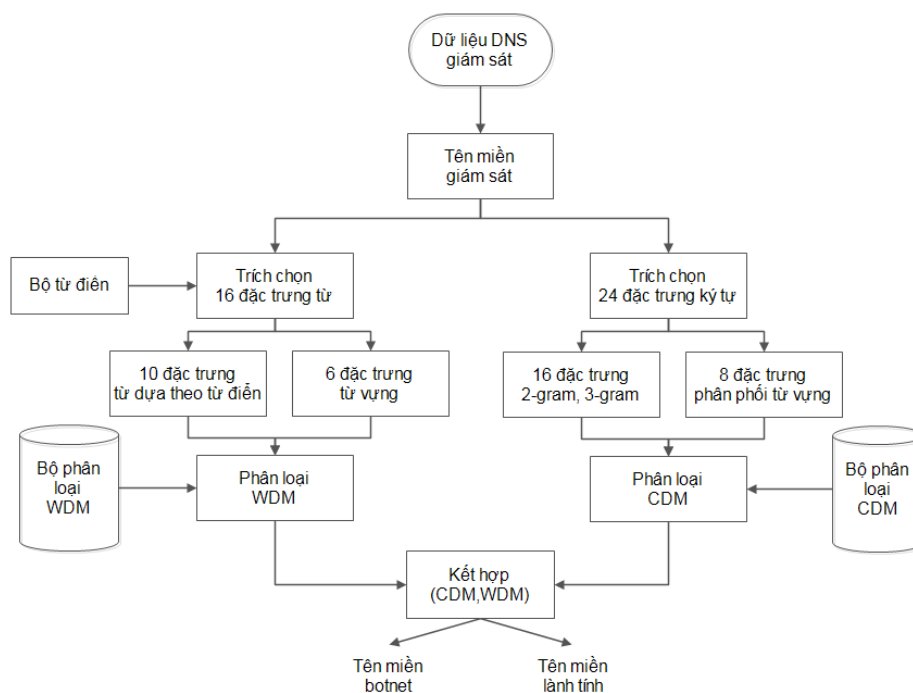 Dữ liệu DNS
giám sát
Tên miền
giám sát
Bộ từ điển
Trích chọn
16 đặc trưng từ
Trích chọn
24 đặc trưng ký tự
10 đặc trưng
từ dựa theo từ điển
6 đặc trưng
từ vựng
16 đặc trưng
2-gram, 3-gram
8 đặc trưng
phân phối từ vựng
Bộ phân
loại
WDM
Phân loại
WDM
Phân loại
CDM
Bộ phân
loại
CDM
Kết hợp
(CDM,WDM)
Tên miền
botnet
Tên miền
lành tính